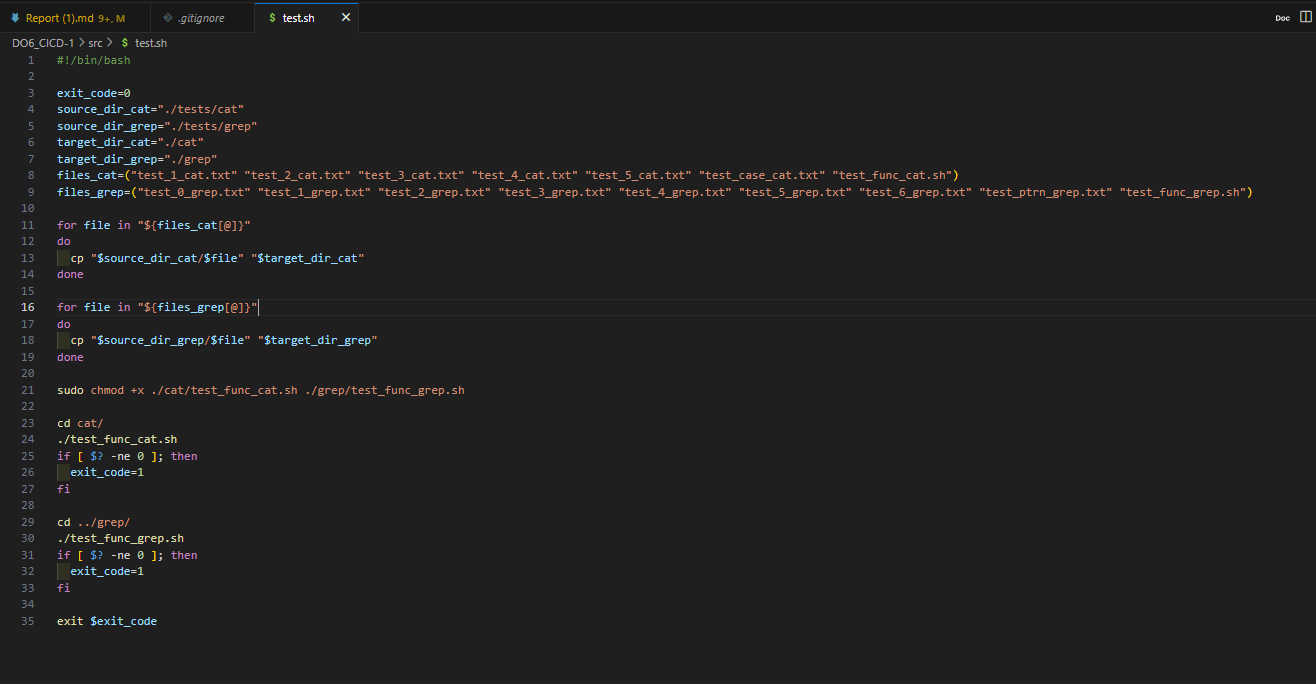 Report (1).md 9+, M .gitignore $ test.sh Doc
DO6_CICD-1 > src > $ test.sh
1 #!/bin/bash
2
3 exit_code=0
4 source_dir_cat="./tests/cat"
5 source_dir_grep="./tests/grep"
6 target_dir_cat="./cat"
7 target_dir_grep="./grep"
8 files_cat=("test_1_cat.txt" "test_2_cat.txt" "test_3_cat.txt" "test_4_cat.txt" "test_5_cat.txt" "test_case_cat.txt" "test_func_cat.sh")
9 files_grep=("test_0_grep.txt" "test_1_grep.txt" "test_2_grep.txt" "test_3_grep.txt" "test_4_grep.txt" "test_5_grep.txt" "test_6_grep.txt" "test_ptrn_grep.txt" "test_func_grep.sh")
10
11 for file in "${files_cat[@]}"
12 do
13   cp "$source_dir_cat/$file" "$target_dir_cat"
14 done
15
16 for file in "${files_grep[@]}"
17 do
18   cp "$source_dir_grep/$file" "$target_dir_grep"
19 done
20
21 sudo chmod +x ./cat/test_func_cat.sh ./grep/test_func_grep.sh
22
23 cd cat/
24 ./test_func_cat.sh
25 if [ $? -ne 0 ]; then
26   exit_code=1
27 fi
28
29 cd ../grep/
30 ./test_func_grep.sh
31 if [ $? -ne 0 ]; then
32   exit_code=1
33 fi
34
35 exit $exit_code